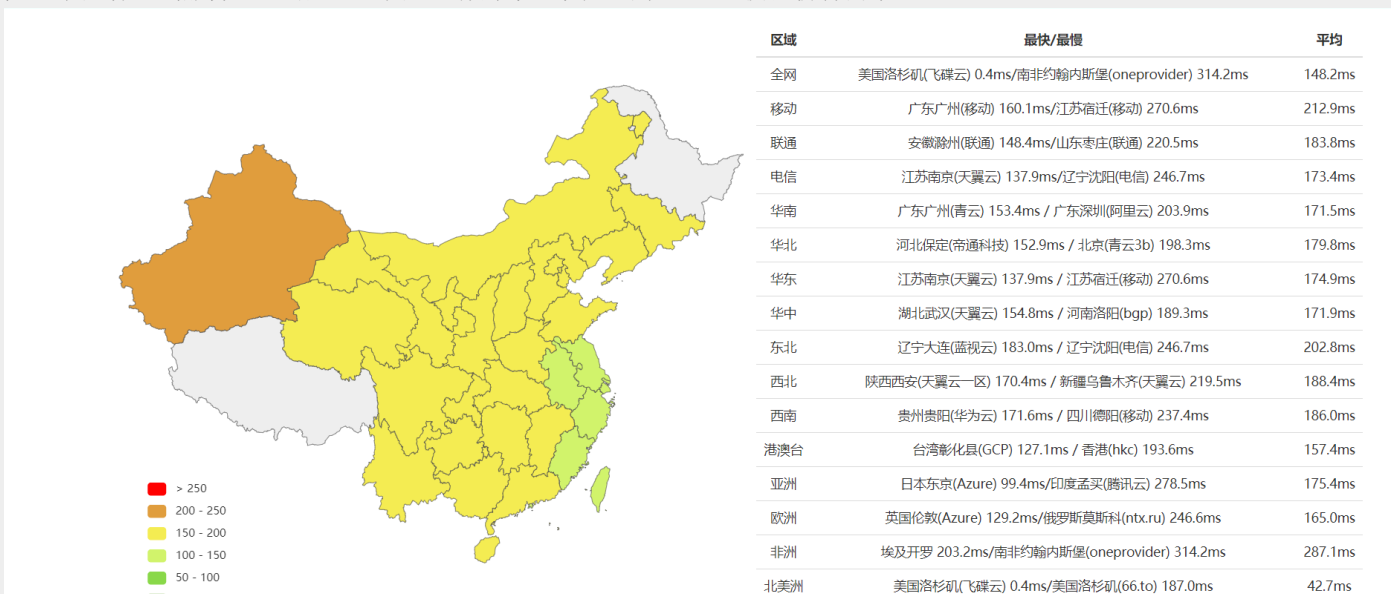 区域 最快/最慢 平均
全网 美国洛杉矶(飞碟云) 0.4ms/南非约翰内斯堡(oneprovider) 314.2ms 148.2ms
移动 广东广州(移动) 160.1ms/江苏宿迁(移动) 270.6ms 212.9ms
联通 安徽滁州(联通) 148.4ms/山东枣庄(联通) 220.5ms 183.8ms
电信 江苏南京(天翼云) 137.9ms/辽宁沈阳(电信) 246.7ms 173.4ms
华南 广东广州(青云) 153.4ms / 广东深圳(阿里云) 203.9ms 171.5ms
华北 河北保定(帝通科技) 152.9ms / 北京(青云3b) 198.3ms 179.8ms
华东 江苏南京(天翼云) 137.9ms / 江苏宿迁(移动) 270.6ms 174.9ms
华中 湖北武汉(天翼云) 154.8ms / 河南洛阳(bgp) 189.3ms 171.9ms
东北 辽宁大连(蓝视云) 183.0ms / 辽宁沈阳(电信) 246.7ms 202.8ms
西北 陕西西安(天翼云一区) 170.4ms / 新疆乌鲁木齐(天翼云) 219.5ms 188.4ms
西南 贵州贵阳(华为云) 171.6ms / 四川德阳(移动) 237.4ms 186.0ms
港澳台 台湾彰化县(GCP) 127.1ms / 香港(hkc) 193.6ms 157.4ms
亚洲 日本东京(Azure) 99.4ms/印度孟买(腾讯云) 278.5ms 175.4ms
欧洲 英国伦敦(Azure) 129.2ms/俄罗斯莫斯科(ntx.ru) 246.6ms 165.0ms
非洲 埃及开罗 203.2ms/南非约翰内斯堡(oneprovider) 314.2ms 287.1ms
北美洲 美国洛杉矶(飞碟云) 0.4ms/美国洛杉矶(66.to) 187.0ms 42.7ms
> 250
200 - 250
150 - 200
100 - 150
50 - 100